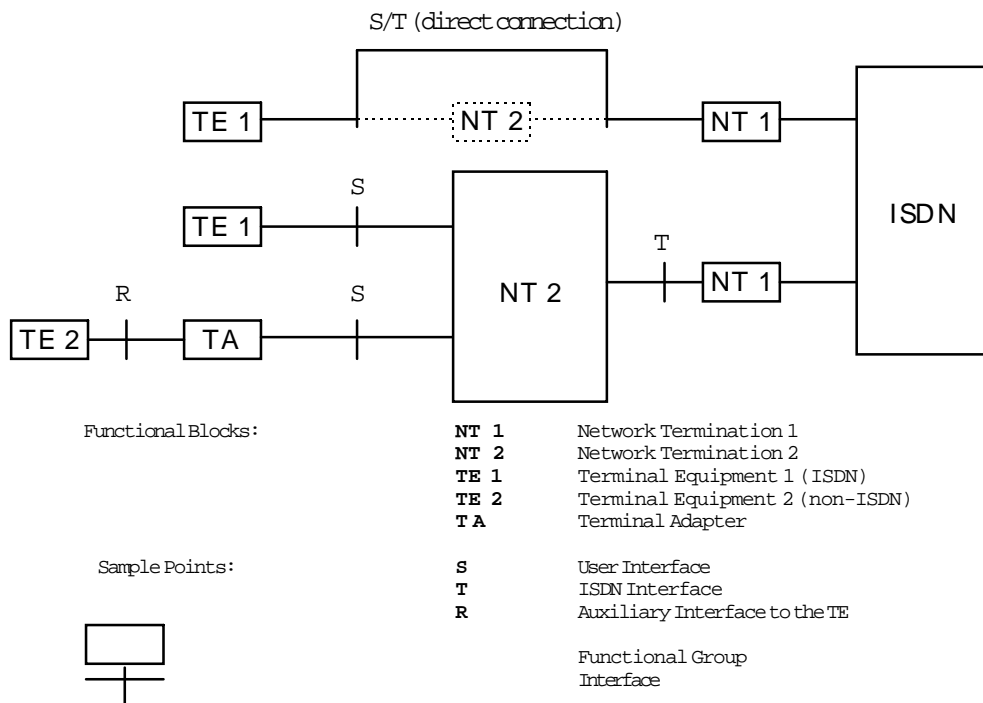 S/T (direct connection)
TE 1 NT 2 NT 1
ISDN
S
TE 1
T
NT 2 NT 1
R S
TE 2 TA
Functional Blocks: NT 1 Network Termination 1
NT 2 Network Termination 2
TE 1 Terminal Equipment 1 (ISDN)
TE 2 Terminal Equipment 2 (non-ISDN)
TA Terminal Adapter
Sample Points: S User Interface
T ISDN Interface
R Auxiliary Interface to the TE
Functional Group
Interface